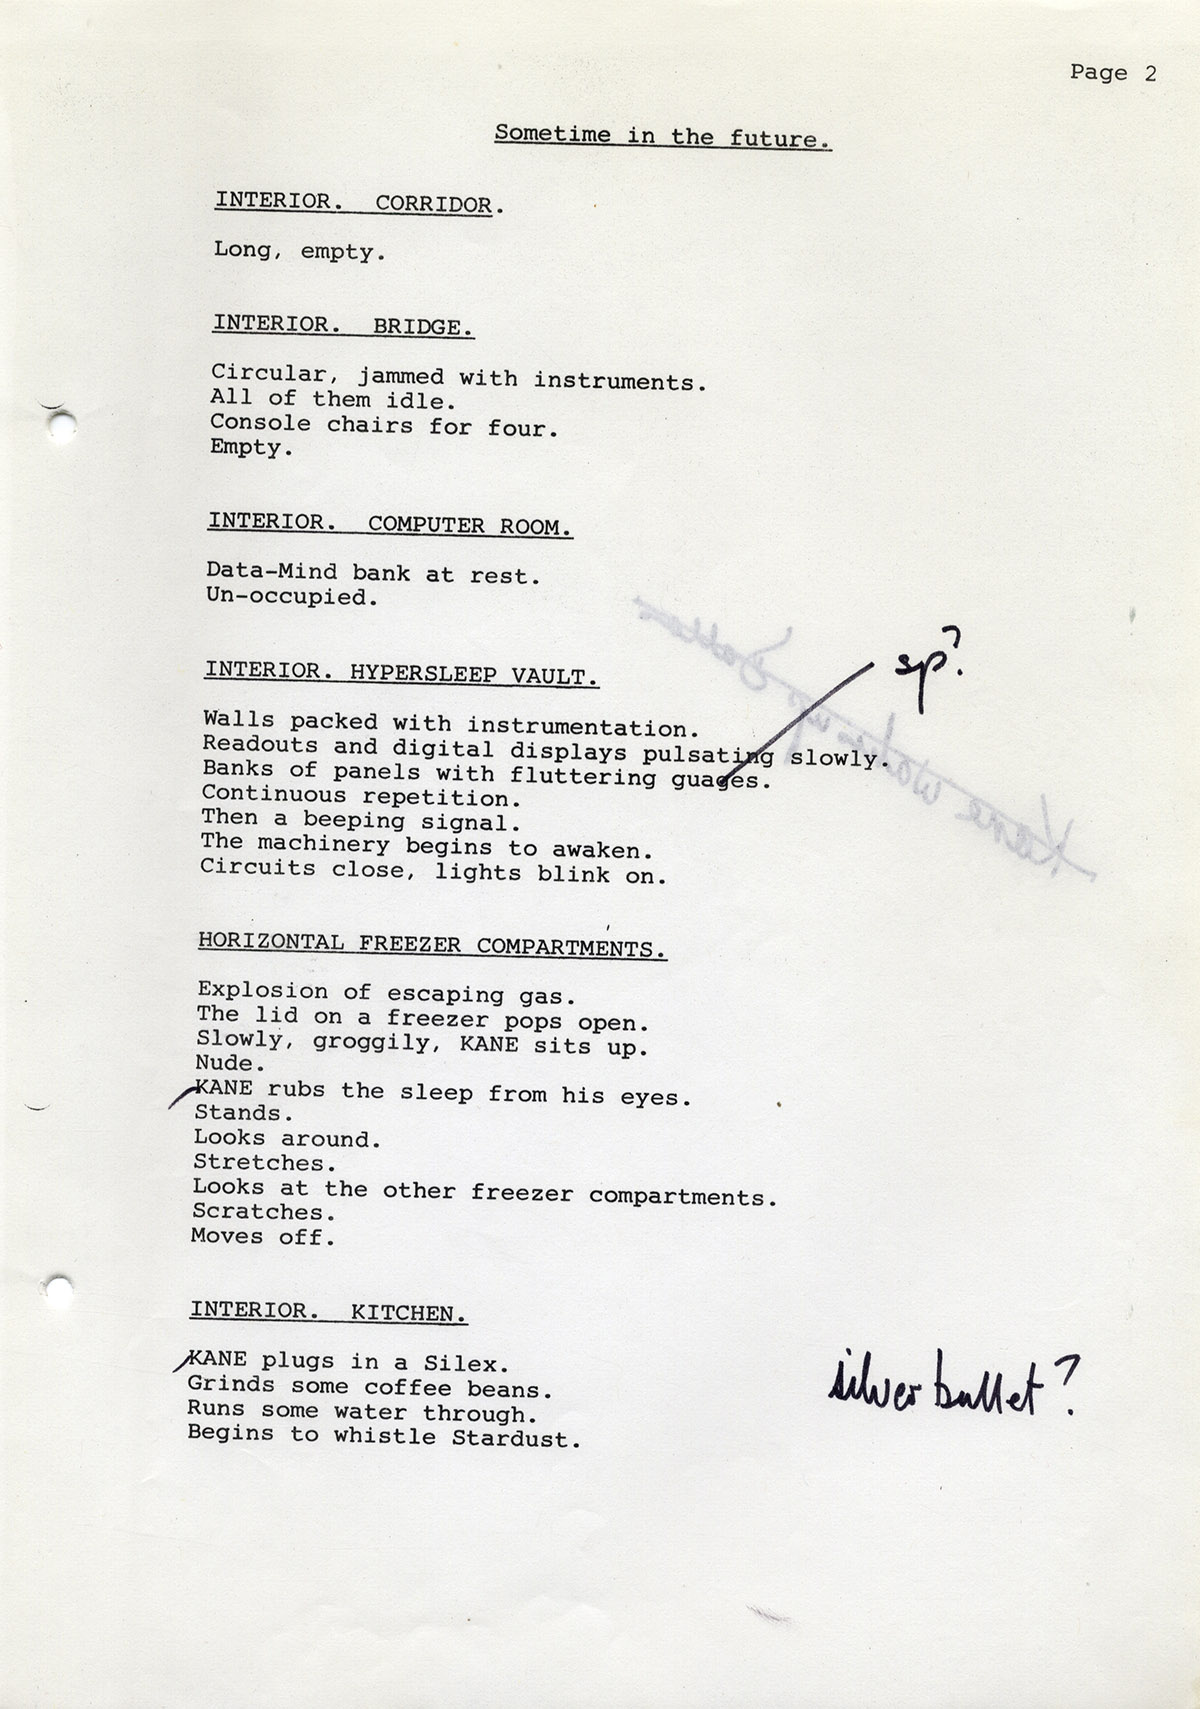 Page 2
Sometime in the future.
INTERIOR. CORRIDOR.
Long, empty.
INTERIOR. BRIDGE.
Circular, jammed with instruments.
All of them idle.
Console chairs for four.
Empty.
INTERIOR. COMPUTER ROOM.
Data-Mind bank at rest.
Un-occupied.
sp?
INTERIOR. HYPERSLEEP VAULT.
Walls packed with instrumentation.
Readouts and digital displays pulsating slowly.
Banks of panels with fluttering guages.
Continuous repetition.
Then a beeping signal.
The machinery begins to awaken.
Circuits close, lights blink on.
Kane wakes up Dallas
HORIZONTAL FREEZER COMPARTMENTS.
Explosion of escaping gas.
The lid on a freezer pops open.
Slowly, groggily, KANE sits up.
Nude.
KANE rubs the sleep from his eyes.
Stands.
Looks around.
Stretches.
Looks at the other freezer compartments.
Scratches.
Moves off.
INTERIOR. KITCHEN.
KANE plugs in a Silex.
Grinds some coffee beans.
Runs some water through.
Begins to whistle Stardust.
silver bullet?